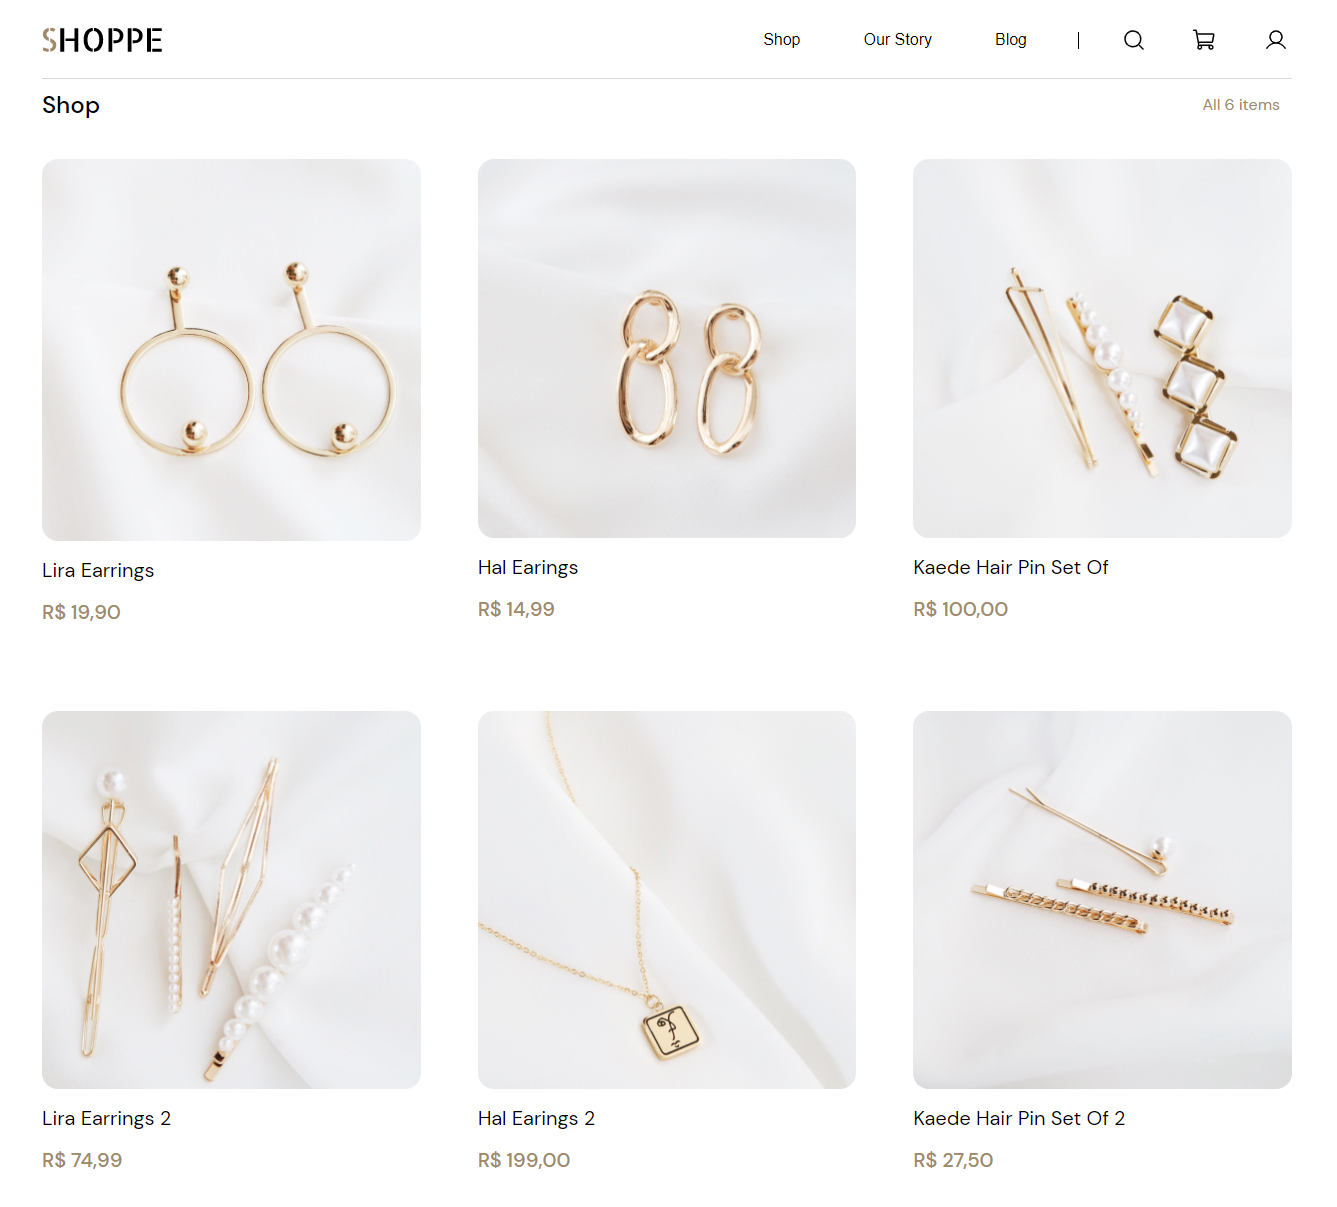 SHOPPE
Shop Our Story Blog
Shop
All 6 items
Lira Earrings
Hal Earings
Kaede Hair Pin Set Of
R$ 19,90
R$ 14,99
R$ 100,00
Lira Earrings 2
Hal Earings 2
Kaede Hair Pin Set Of 2
R$ 74,99
R$ 199,00
R$ 27,50